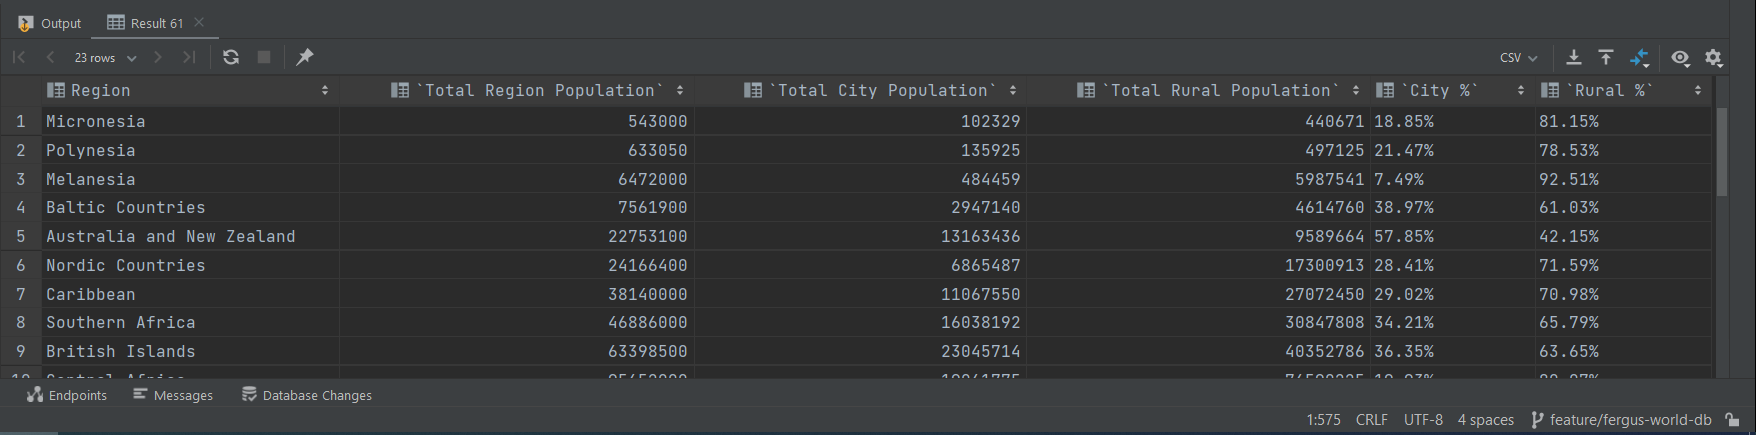 Output Result 61
23 rows CSV
Region `Total Region Population` `Total City Population` `Total Rural Population` `City %` `Rural %`
1 Micronesia 543000 102329 440671 18.85% 81.15%
2 Polynesia 633050 135925 497125 21.47% 78.53%
3 Melanesia 6472000 484459 5987541 7.49% 92.51%
4 Baltic Countries 7561900 2947140 4614760 38.97% 61.03%
5 Australia and New Zealand 22753100 13163436 9589664 57.85% 42.15%
6 Nordic Countries 24166400 6865487 17300913 28.41% 71.59%
7 Caribbean 38140000 11067550 27072450 29.02% 70.98%
8 Southern Africa 46886000 16038192 30847808 34.21% 65.79%
9 British Islands 63398500 23045714 40352786 36.35% 63.65%
10 Central Africa
Endpoints Messages Database Changes
1:575 CRLF UTF-8 4 spaces feature/fergus-world-db